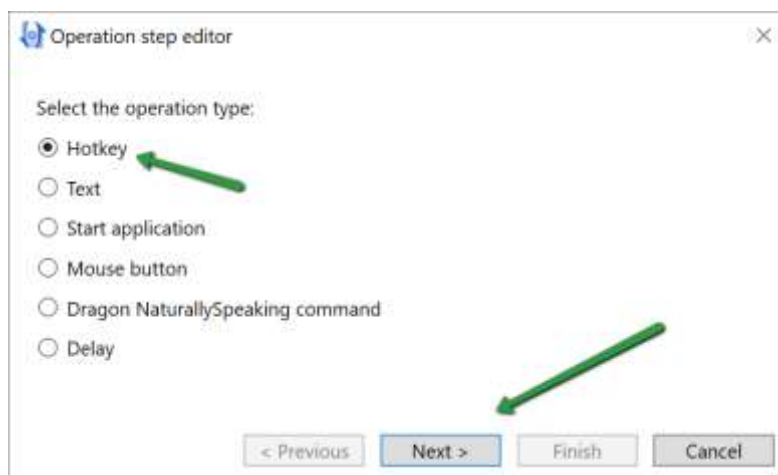 Operation step editor
Select the operation type:
Hotkey
Text
Start application
Mouse button
Dragon NaturallySpeaking command
Delay
< Previous Next > Finish Cancel